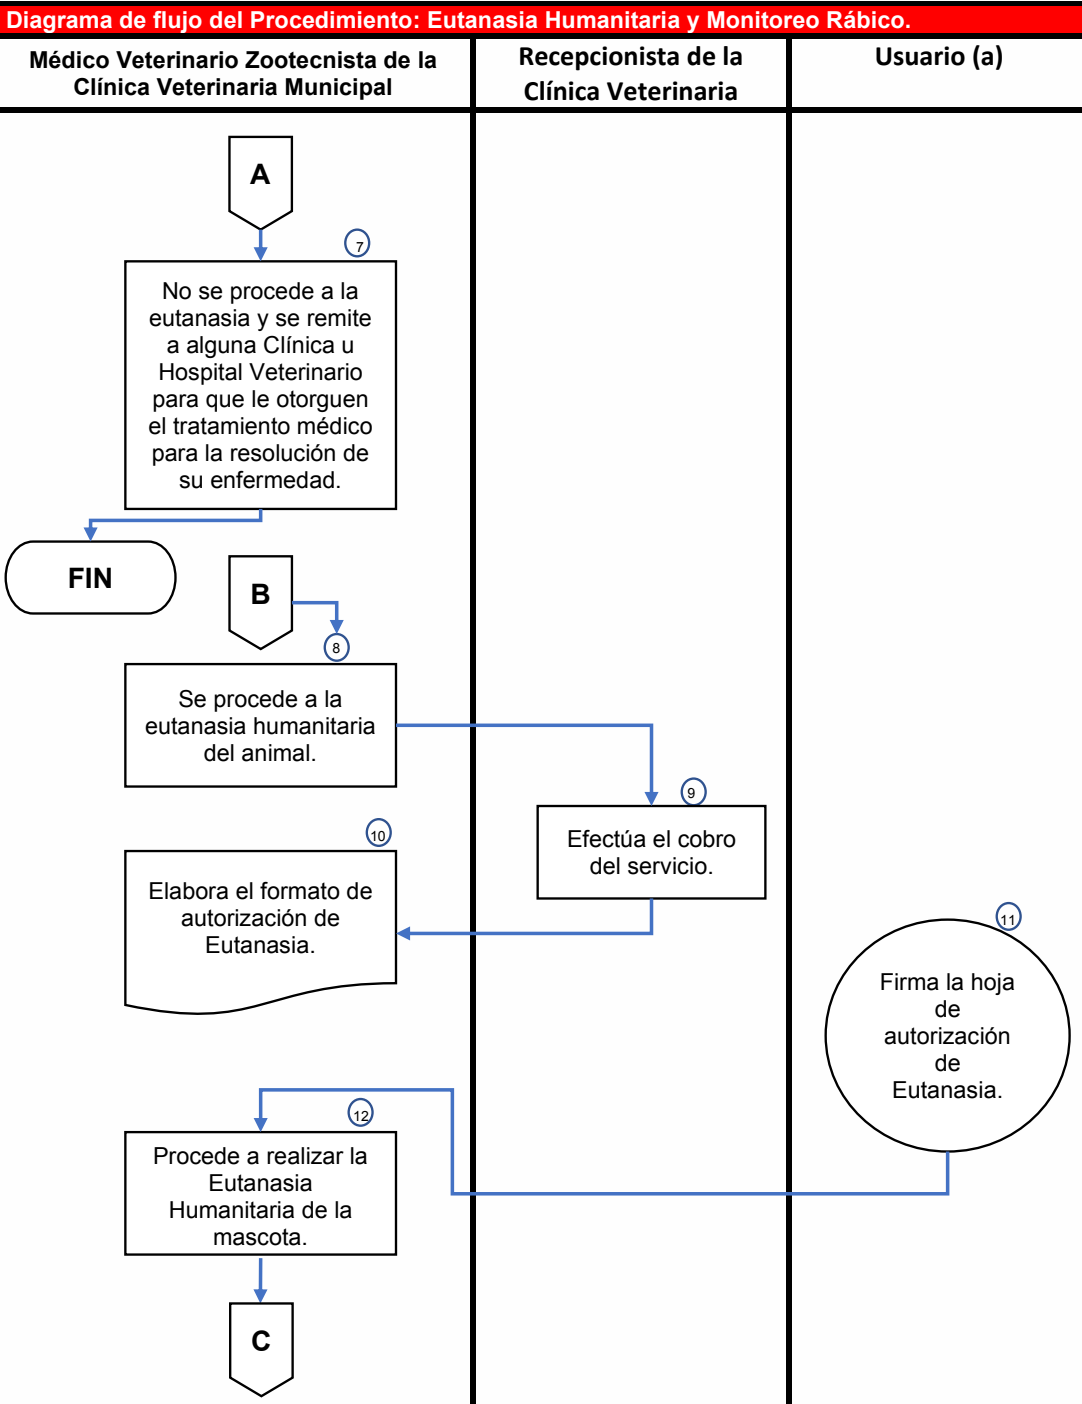 Diagrama de flujo del Procedimiento: Eutanasia Humanitaria y Monitoreo Rábico.
Médico Veterinario Zootecnista de la
Clínica Veterinaria Municipal
Recepcionista de la
Clínica Veterinaria
Usuario (a)
A
7
No se procede a la
eutanasia y se remite
a alguna Clínica u
Hospital Veterinario
para que le otorguen
el tratamiento médico
para la resolución de
su enfermedad.
FIN
B
8
Se procede a la
eutanasia humanitaria
del animal.
9
Efectúa el cobro
del servicio.
10
Elabora el formato de
autorización de
Eutanasia.
11
Firma la hoja
de
autorización
de
Eutanasia.
12
Procede a realizar la
Eutanasia
Humanitaria de la
mascota.
C